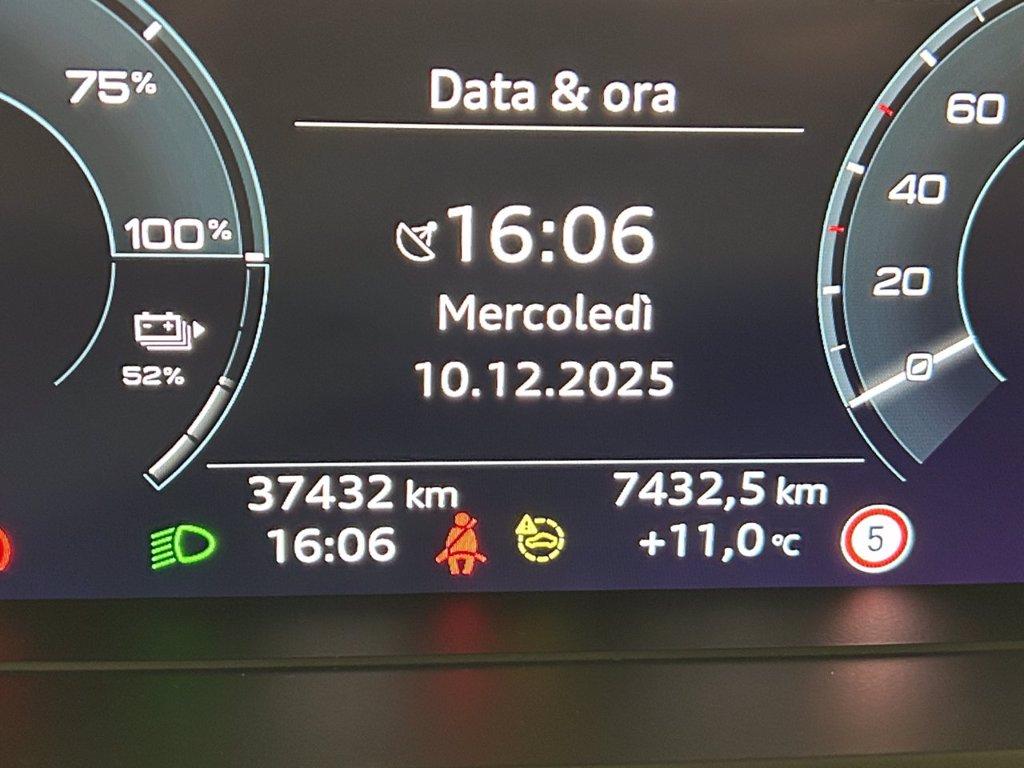 75%
Data & ora
60
40
100%
16:06
20
Mercoledì
0
52%
10.12.2025
37432 km
7432,5 km
16:06
+11,0 °C
5